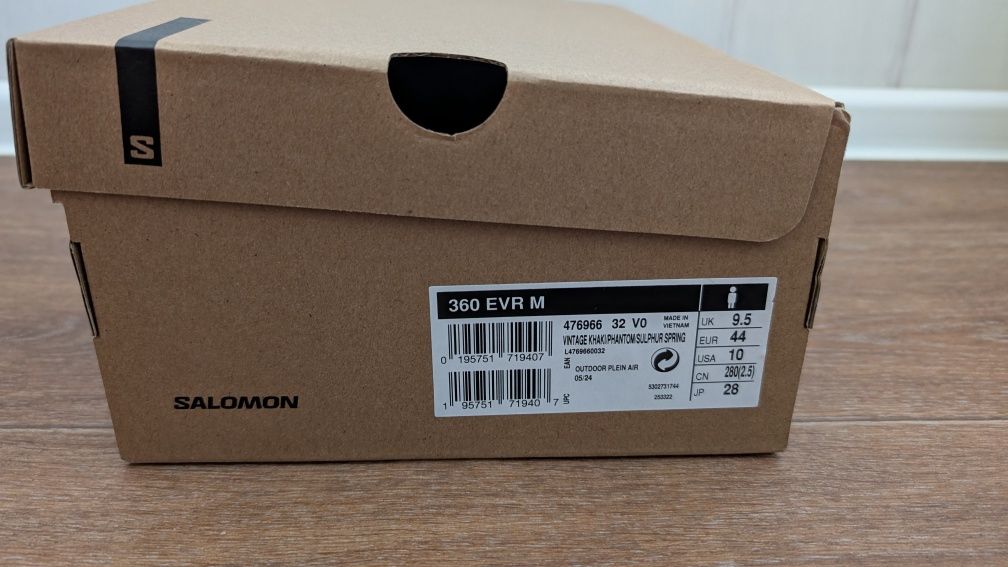 S
SALOMON
360 EVR M
0 195751 719407
EAN
1 95751 71940 7
UPC
476966 32 V0
MADE IN
VIETNAM
VINTAGE KHAKI/PHANTOM/SULPHUR SPRING
L4769660032
OUTDOOR PLEIN AIR
05/24
5302731744
253322
UK 9.5
EUR 44
USA 10
CN 280(2.5)
JP 28